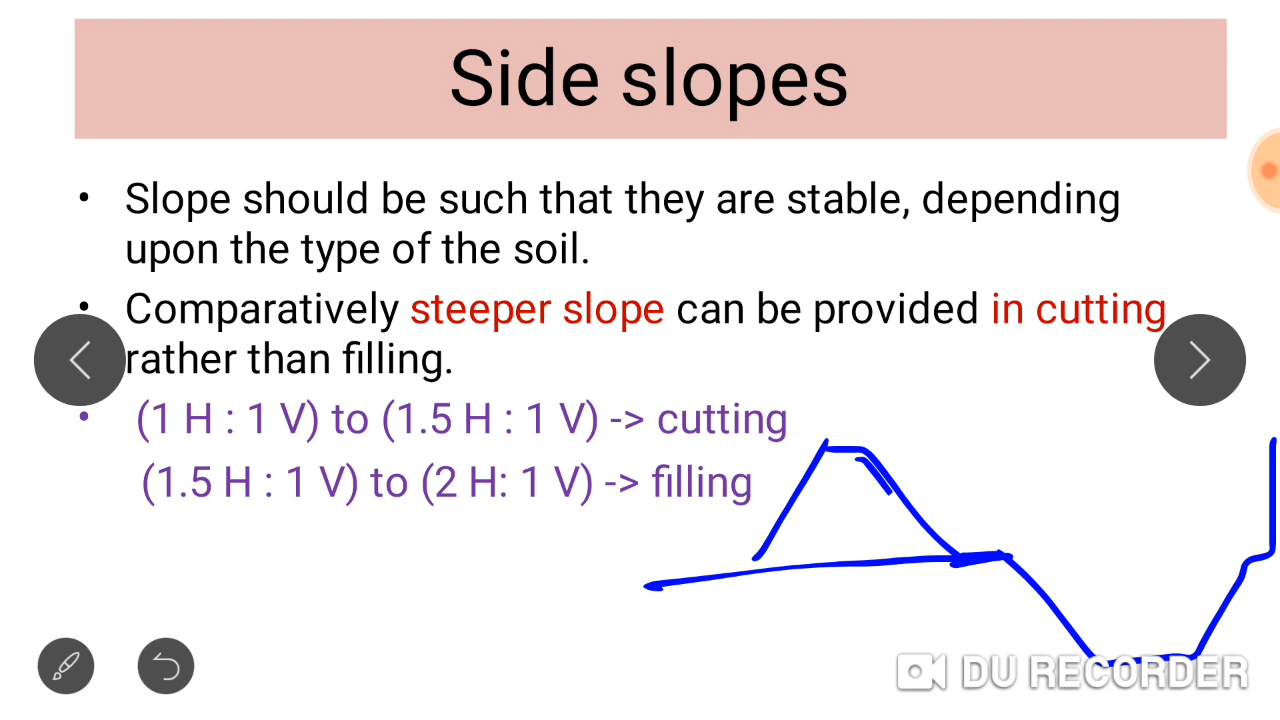 Side slopes
• Slope should be such that they are stable, depending
upon the type of the soil.
• Comparatively steeper slope can be provided in cutting
rather than filling.
• (1 H : 1 V) to (1.5 H : 1 V) -> cutting
(1.5 H : 1 V) to (2 H: 1 V) -> filling
DU RECORDER